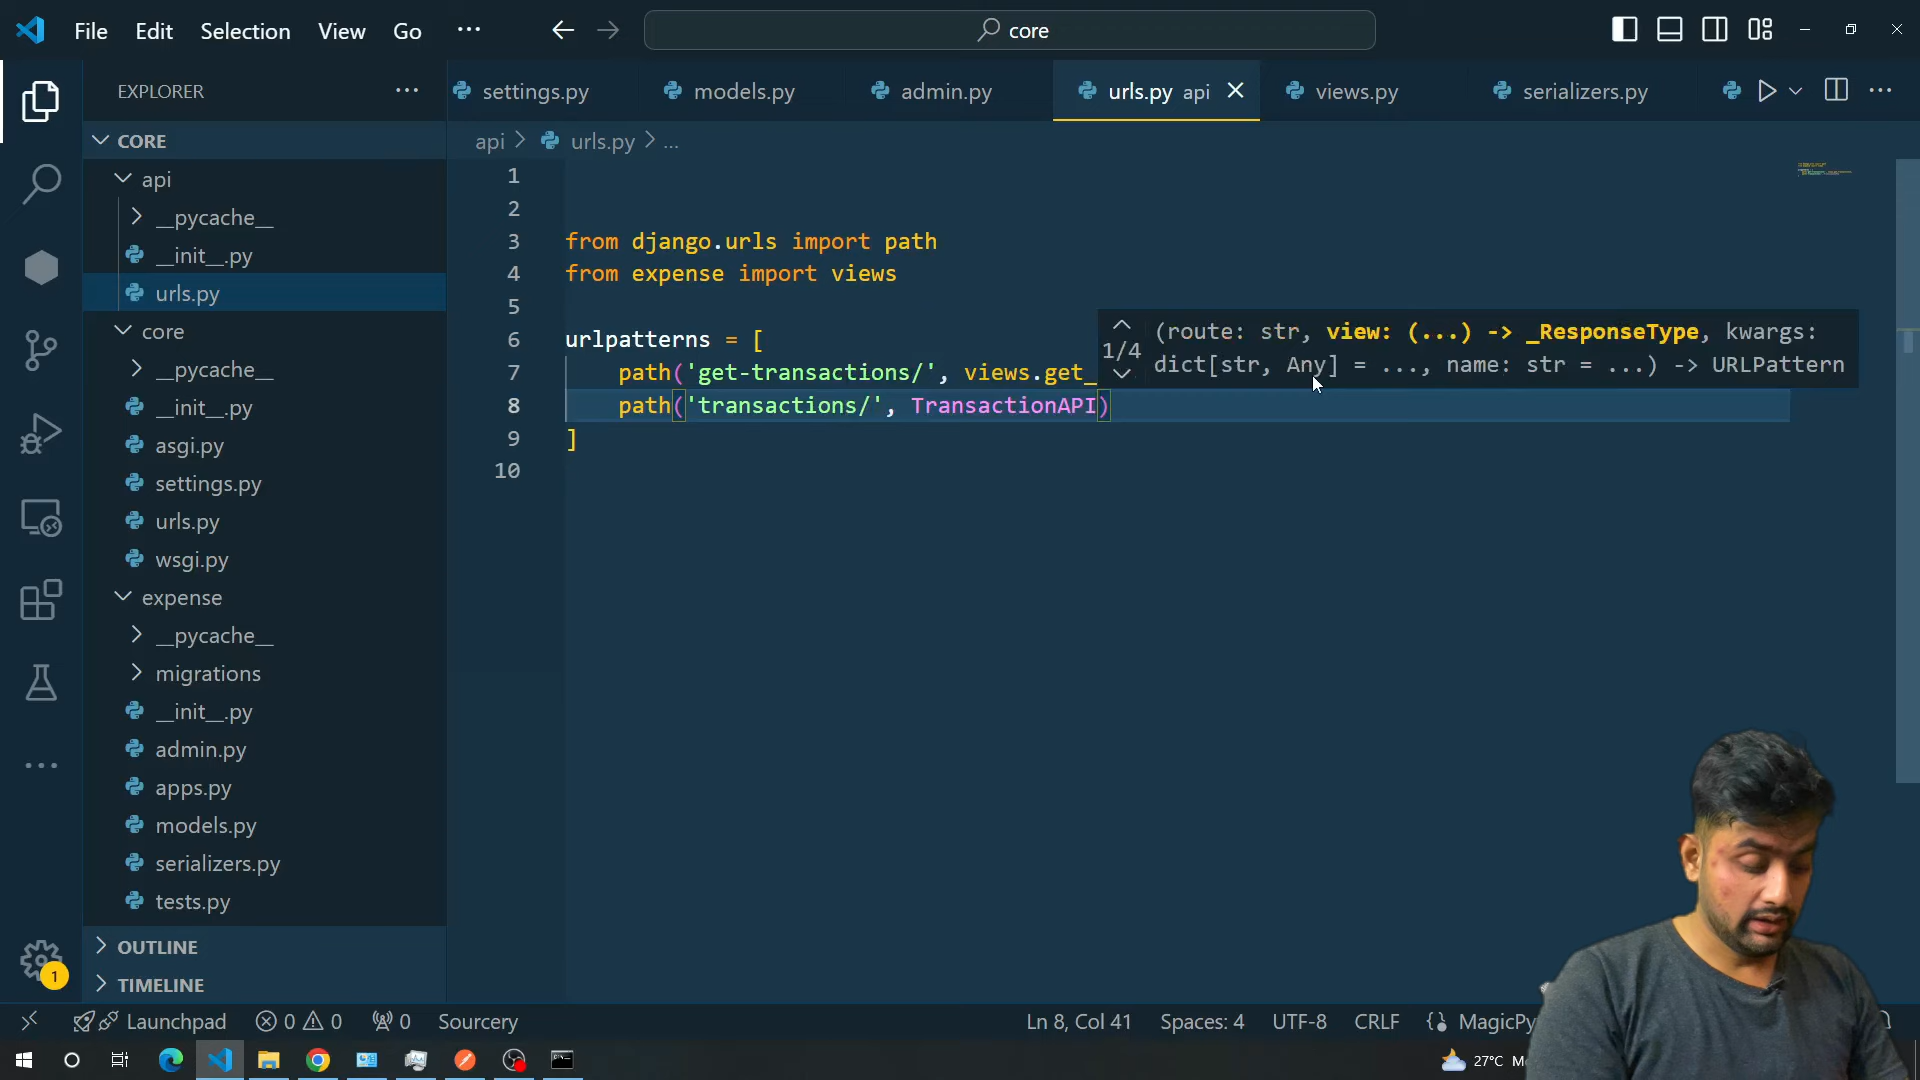 File Edit Selection View Go ...
core
EXPLORER
settings.py models.py admin.py urls.py api views.py serializers.py
CORE
api > urls.py > ...
api
__pycache__
__init__.py
urls.py
core
__pycache__
__init__.py
asgi.py
settings.py
urls.py
wsgi.py
expense
__pycache__
migrations
__init__.py
admin.py
apps.py
models.py
serializers.py
tests.py
OUTLINE
TIMELINE
1
2
3 from django.urls import path
4 from expense import views
5
6 urlpatterns = [
7 path('get-transactions/', views.get_
8 path('transactions/', TransactionAPI)
9 ]
10
(route: str, view: (...) -> _ResponseType, kwargs:
1/4
dict[str, Any] = ..., name: str = ...) -> URLPattern
1
Launchpad 0 0 0 Sourcery Ln 8, Col 41 Spaces: 4 UTF-8 CRLF MagicPy
27°C